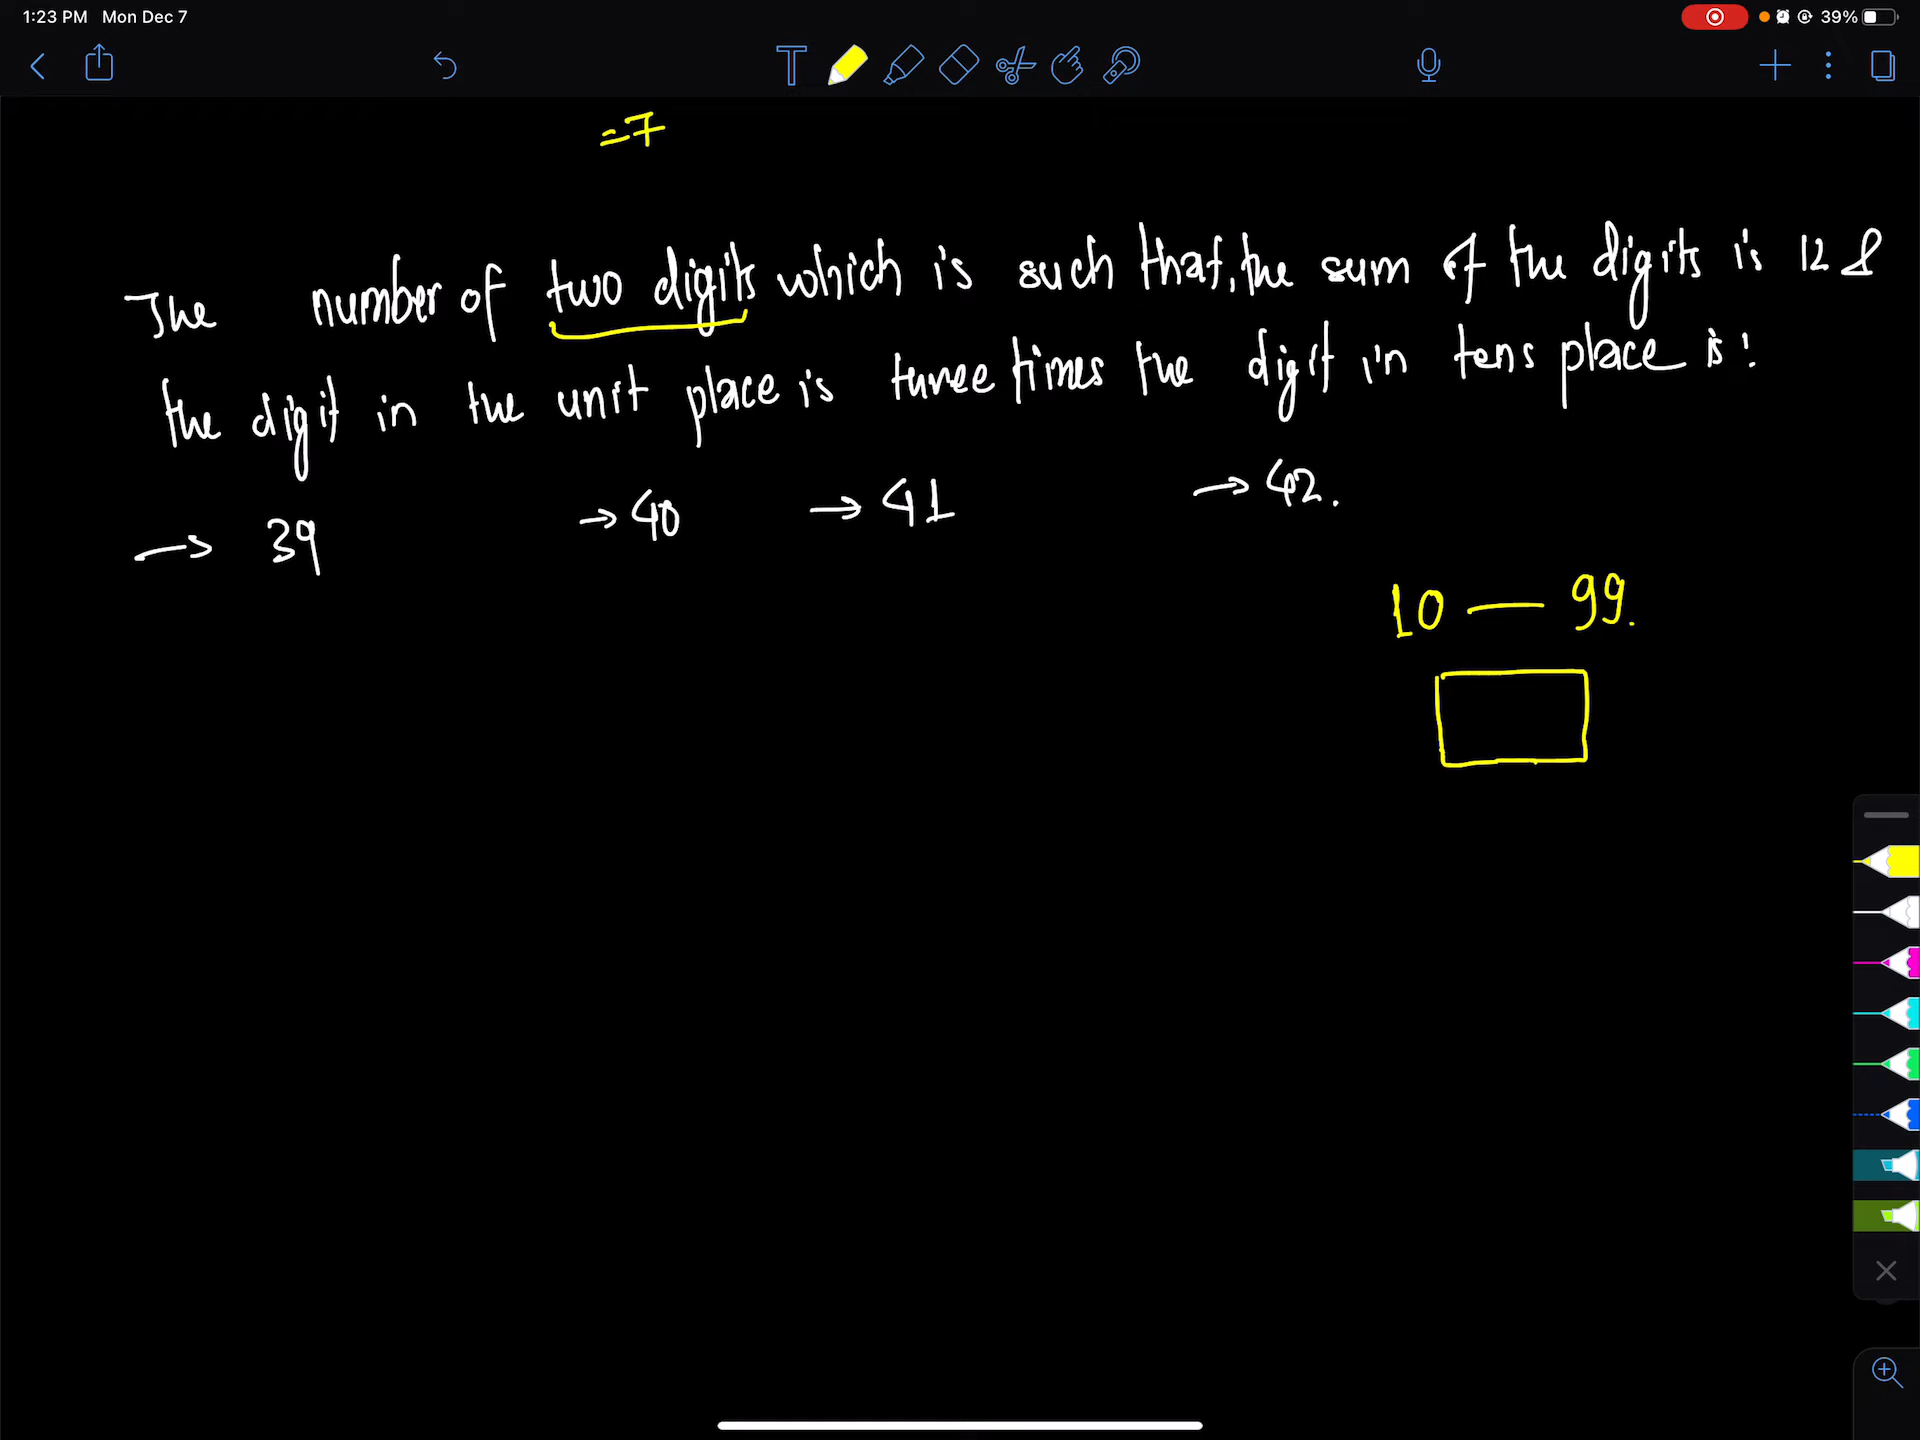 1:23 PM Mon Dec 7
39%
=7
The number of two digits which is such that, the sum of the digits is 12 &
the digit in the unit place is three times the digit in tens place is:
→ 39 → 40 → 41 → 42.
10 — 99.